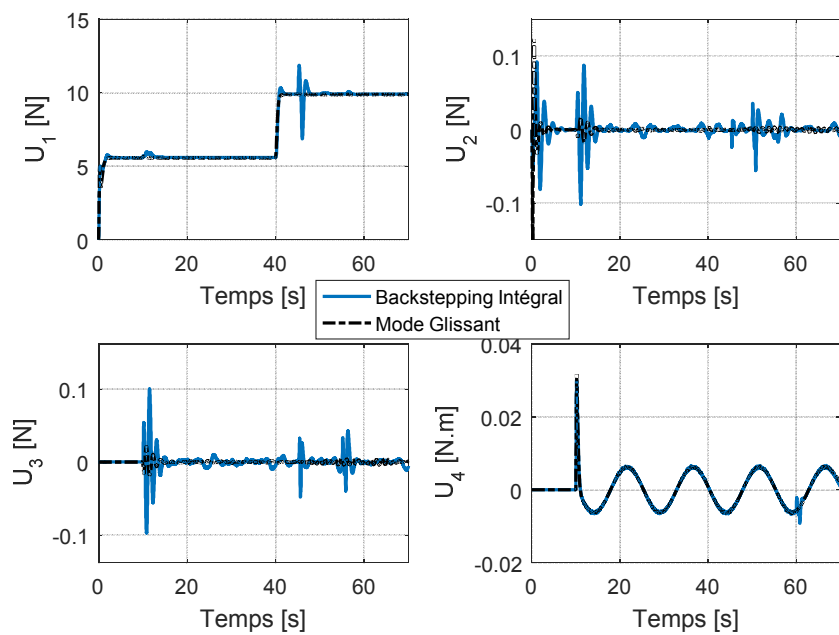 15
10
5
0
U1 [N]
0 20 40 60
Temps [s]
0.1
0
-0.1
U2 [N]
0 20 40 60
Temps [s]
Backstepping Intégral
Mode Glissant
0.1
0
-0.1
U3 [N]
0 20 40 60
Temps [s]
0.04
0.02
0
-0.02
U4 [N.m]
0 20 40 60
Temps [s]